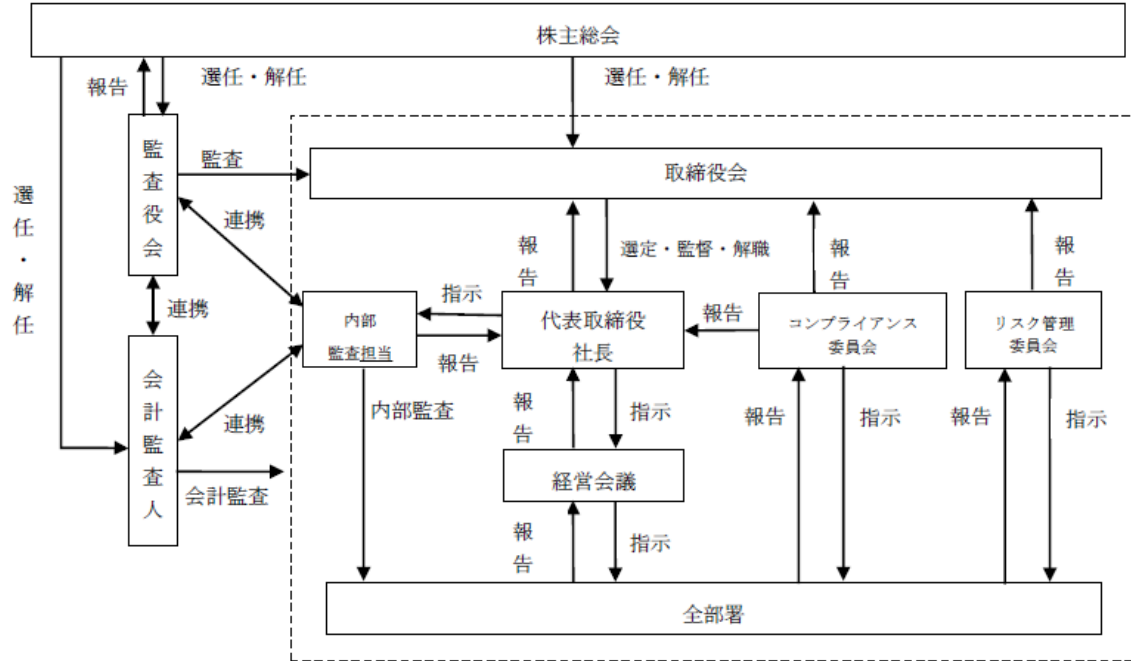 株主総会
報告
選任・解任
選任・解任
選任・解任
監査役会
監査
取締役会
連携
報告
選定・監督・解職
報告
報告
連携
指示
内部
監査担当
報告
代表取締役
社長
報告
コンプライアンス
委員会
リスク管理
委員会
会計監査人
連携
会計監査
内部監査
報告
指示
報告
指示
報告
指示
経営会議
報告
指示
全部署